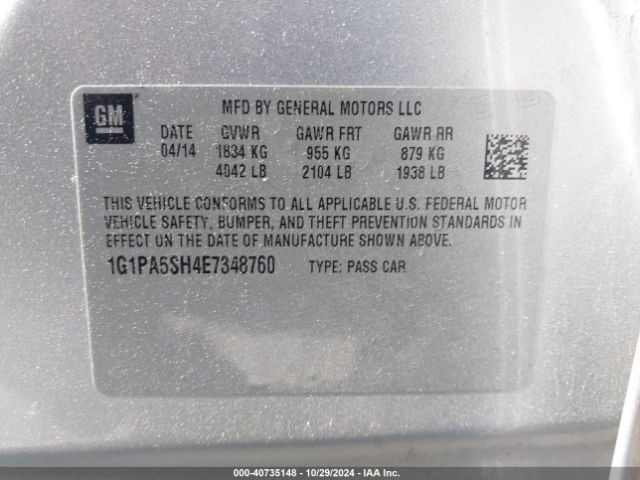 GM
MFD BY GENERAL MOTORS LLC
DATE GVWR GAWR FRT GAWR RR
04/14 1834 KG 955 KG 879 KG
4042 LB 2104 LB 1938 LB
THIS VEHICLE CONFORMS TO ALL APPLICABLE U.S. FEDERAL MOTOR
VEHICLE SAFETY, BUMPER, AND THEFT PREVENTION STANDARDS IN
EFFECT ON THE DATE OF MANUFACTURE SHOWN ABOVE.
1G1PA5SH4E7348760 TYPE: PASS CAR
000-40735148 - 10/29/2024 - IAA Inc.